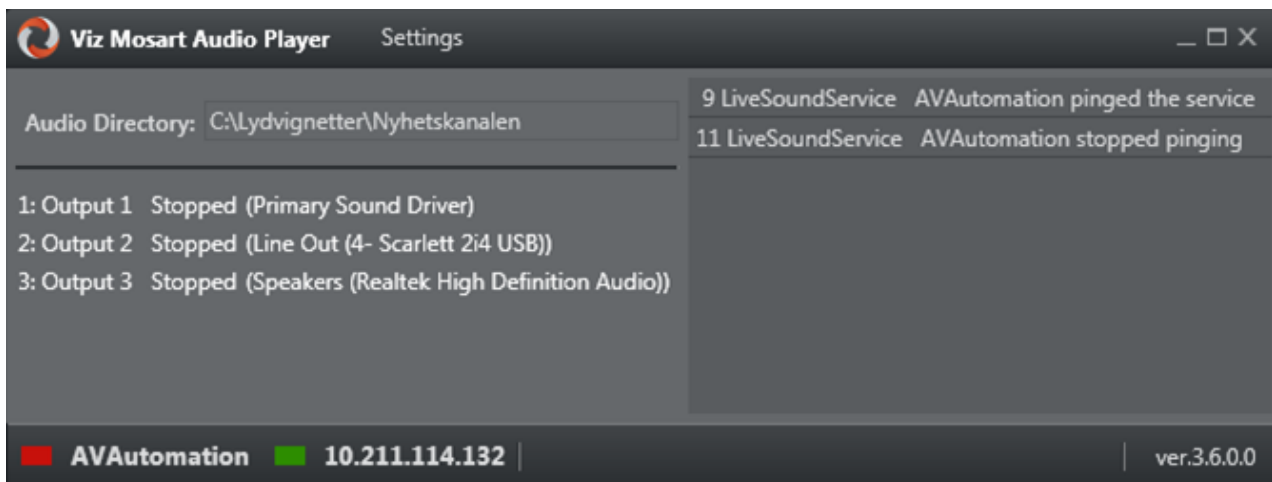 Viz Mosart Audio Player Settings
Audio Directory: C:\Lydvignetter\Nyhetskanalen
1: Output 1 Stopped (Primary Sound Driver)
2: Output 2 Stopped (Line Out (4- Scarlett 2i4 USB))
3: Output 3 Stopped (Speakers (Realtek High Definition Audio))
9 LiveSoundService AVAutomation pinged the service
11 LiveSoundService AVAutomation stopped pinging
AVAutomation 10.211.114.132 ver.3.6.0.0